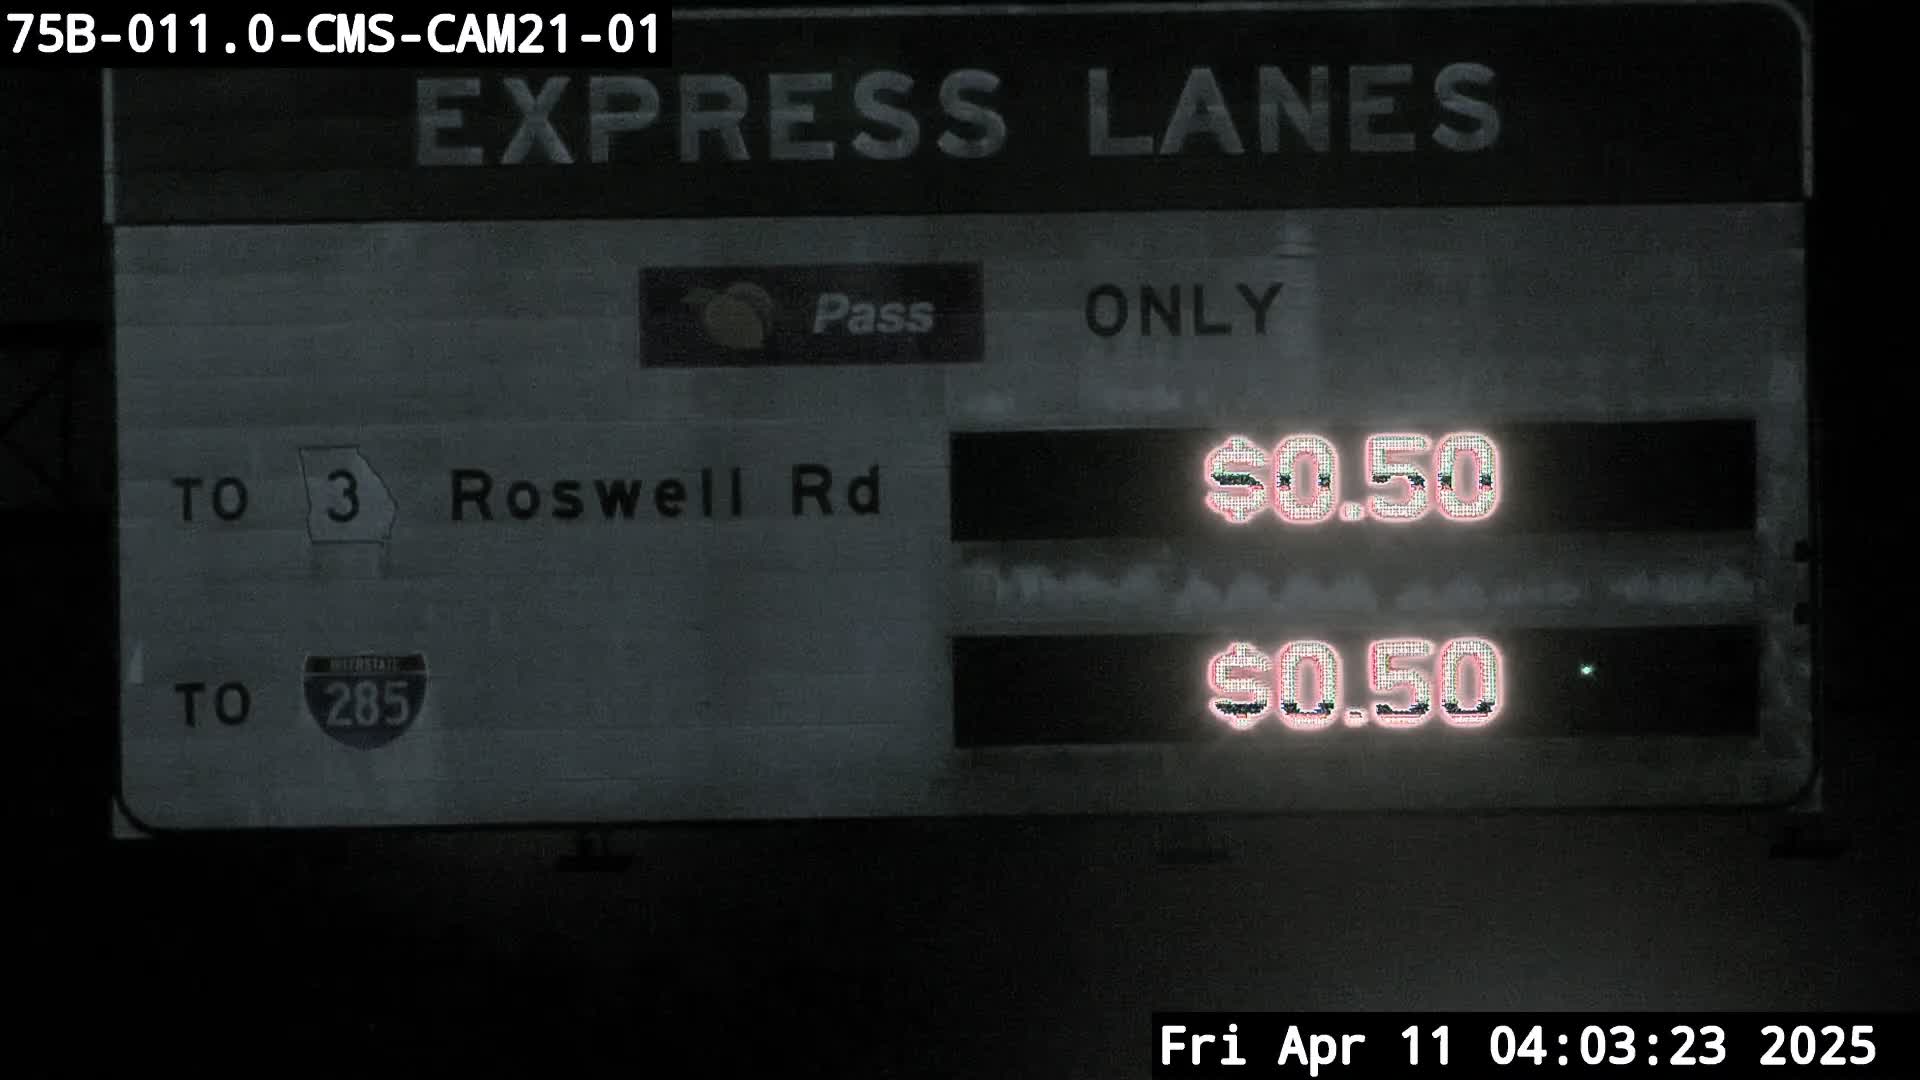 75B-011.0-CMS-CAM21-01
EXPRESS LANES
Pass ONLY
TO 3 Roswell Rd $0.50
INTERSTATE
TO 285 $0.50
Fri Apr 11 04:03:23 2025